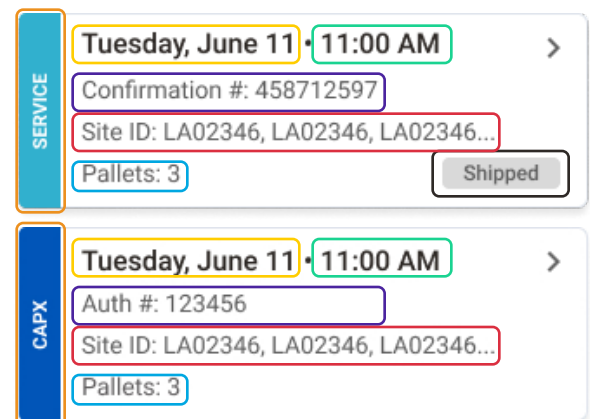 SERVICE
Tuesday, June 11 • 11:00 AM
Confirmation #: 458712597
Site ID: LA02346, LA02346, LA02346...
Pallets: 3
Shipped
CAPX
Tuesday, June 11 • 11:00 AM
Auth #: 123456
Site ID: LA02346, LA02346, LA02346...
Pallets: 3